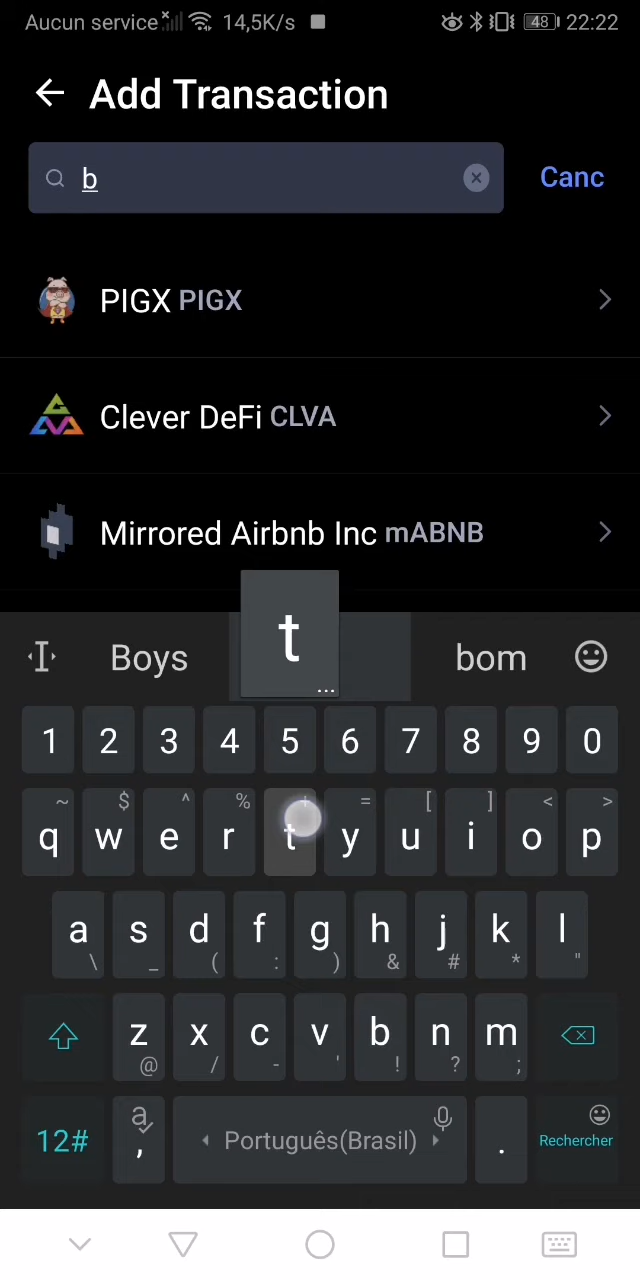 Aucun service 14,5K/s 48 22:22
Add Transaction
b Canc
PIGX PIGX
Clever DeFi CLVA
Mirrored Airbnb Inc mABNB
t
...
Boys bom
1 2 3 4 5 6 7 8 9 0
~ $ ^ % + = [ ] < >
q w e r t y u i o p
a s d f g h j k l
\ _ ( : ) & # * "
z x c v b n m
@ / - ' ! ? ;
12# a , Português(Brasil) . Rechercher